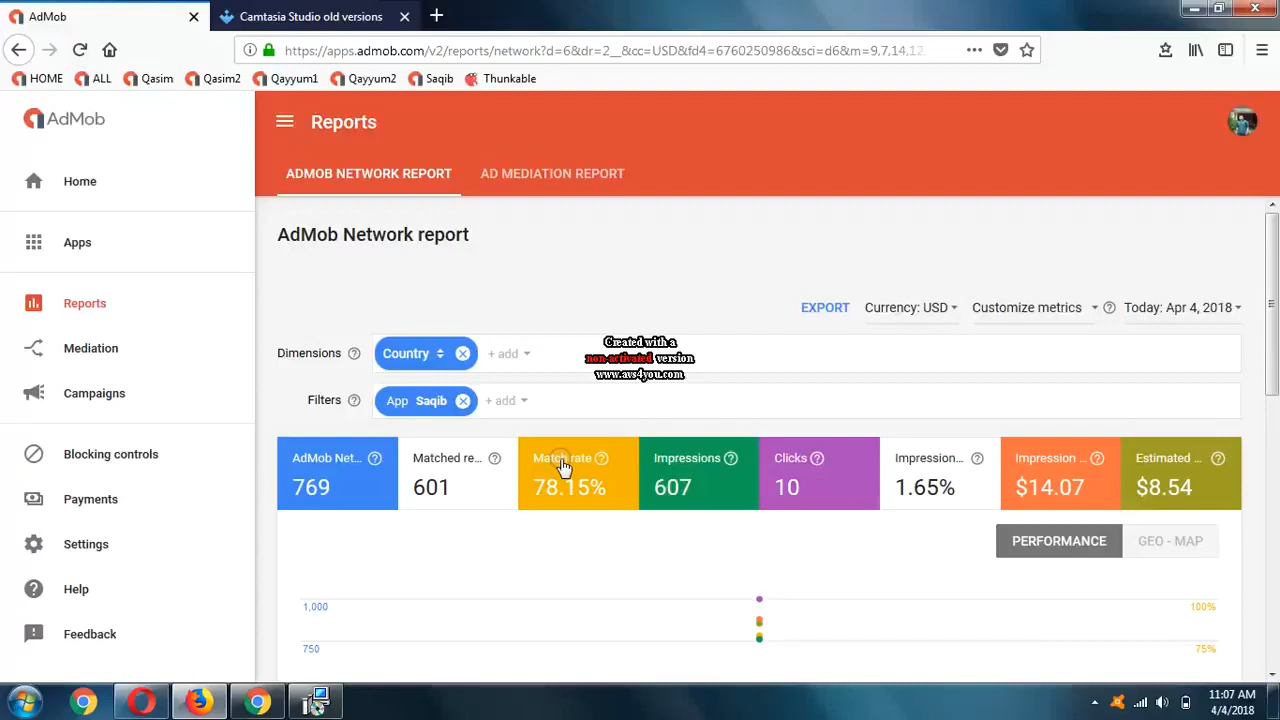 AdMob
Camtasia Studio old versions
https://apps.admob.com/v2/reports/network?d=6&dr=2__&cc=USD&fd4=6760250986&sci=d6&m=9,7,14,12,
HOME ALL Qasim Qasim2 Qayyum1 Qayyum2 Saqib Thunkable
AdMob
Home
Apps
Reports
Mediation
Campaigns
Blocking controls
Payments
Settings
Help
Feedback
Reports
ADMOB NETWORK REPORT AD MEDIATION REPORT
AdMob Network report
EXPORT Currency: USD Customize metrics Today: Apr 4, 2018
Created with a
non-activated version
www.avs4you.com
Dimensions Country + add
Filters App Saqib + add
AdMob Net... Matched re... Match rate Impressions Clicks Impression... Impression ... Estimated ...
769 601 78.15% 607 10 1.65% $14.07 $8.54
PERFORMANCE GEO - MAP
1,000 100%
750 75%
11:07 AM
4/4/2018